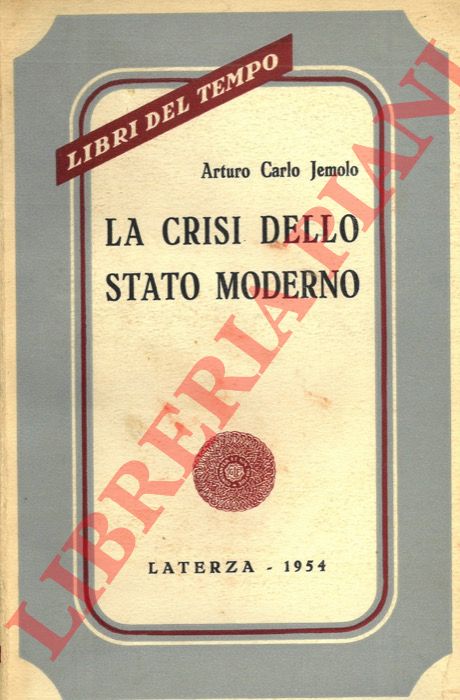 LIBRI DEL TEMPO
Arturo Carlo Jemolo
LA CRISI DELLO
STATO MODERNO
LATERZA - 1954
LIBRERIA PIANI